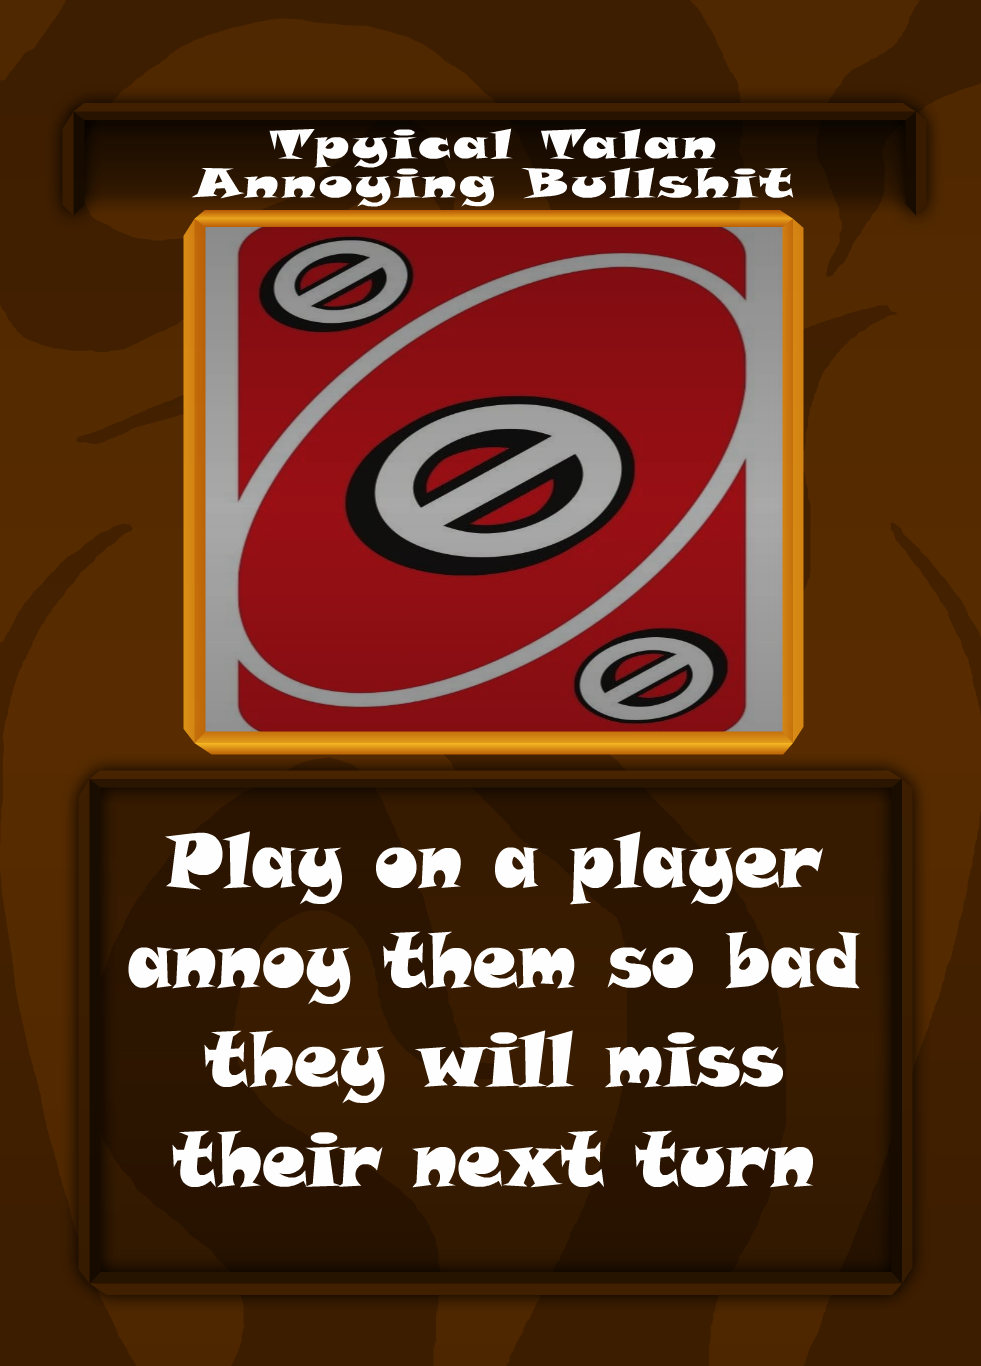 Tpyical Talan
Annoying Bullshit
Play on a player
annoy them so bad
they will miss
their next turn